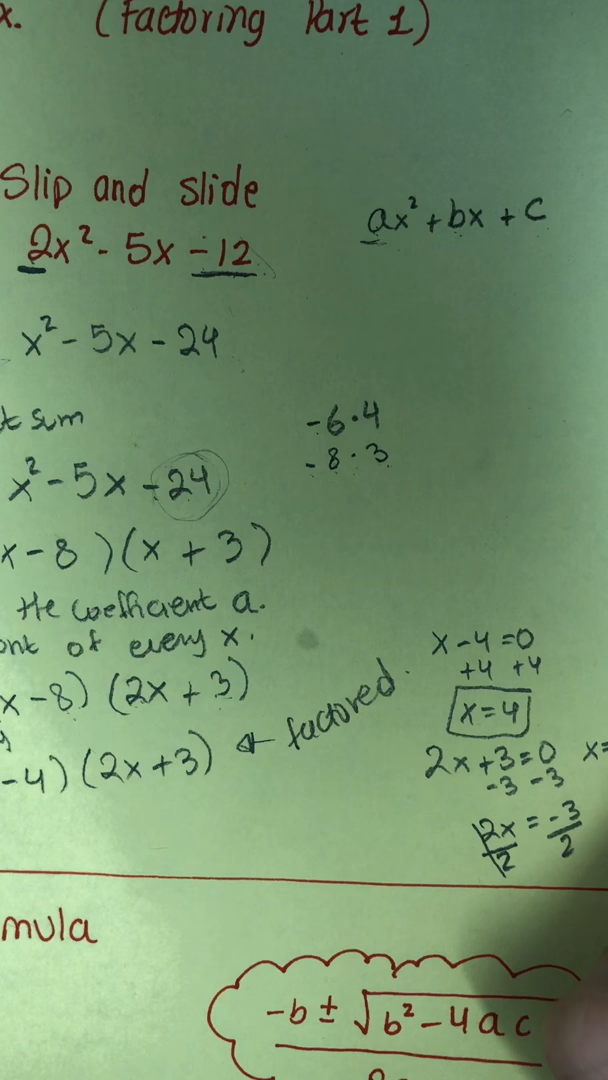 x. (Factoring Part 1)
Slip and slide
2x² - 5x - 12
ax² + bx + c
x² - 5x - 24
sum
-6·4
-8·3
x² - 5x - 24
x - 8)(x + 3)
the coefficient a.
ont of every x.
x - 8) (2x + 3)
-4) (2x + 3) ← factored.
x - 4 = 0
+4 +4
x = 4
2x + 3 = 0 x=
-3 -3
2x/2 = -3/2
mula
-b ± √b² - 4ac